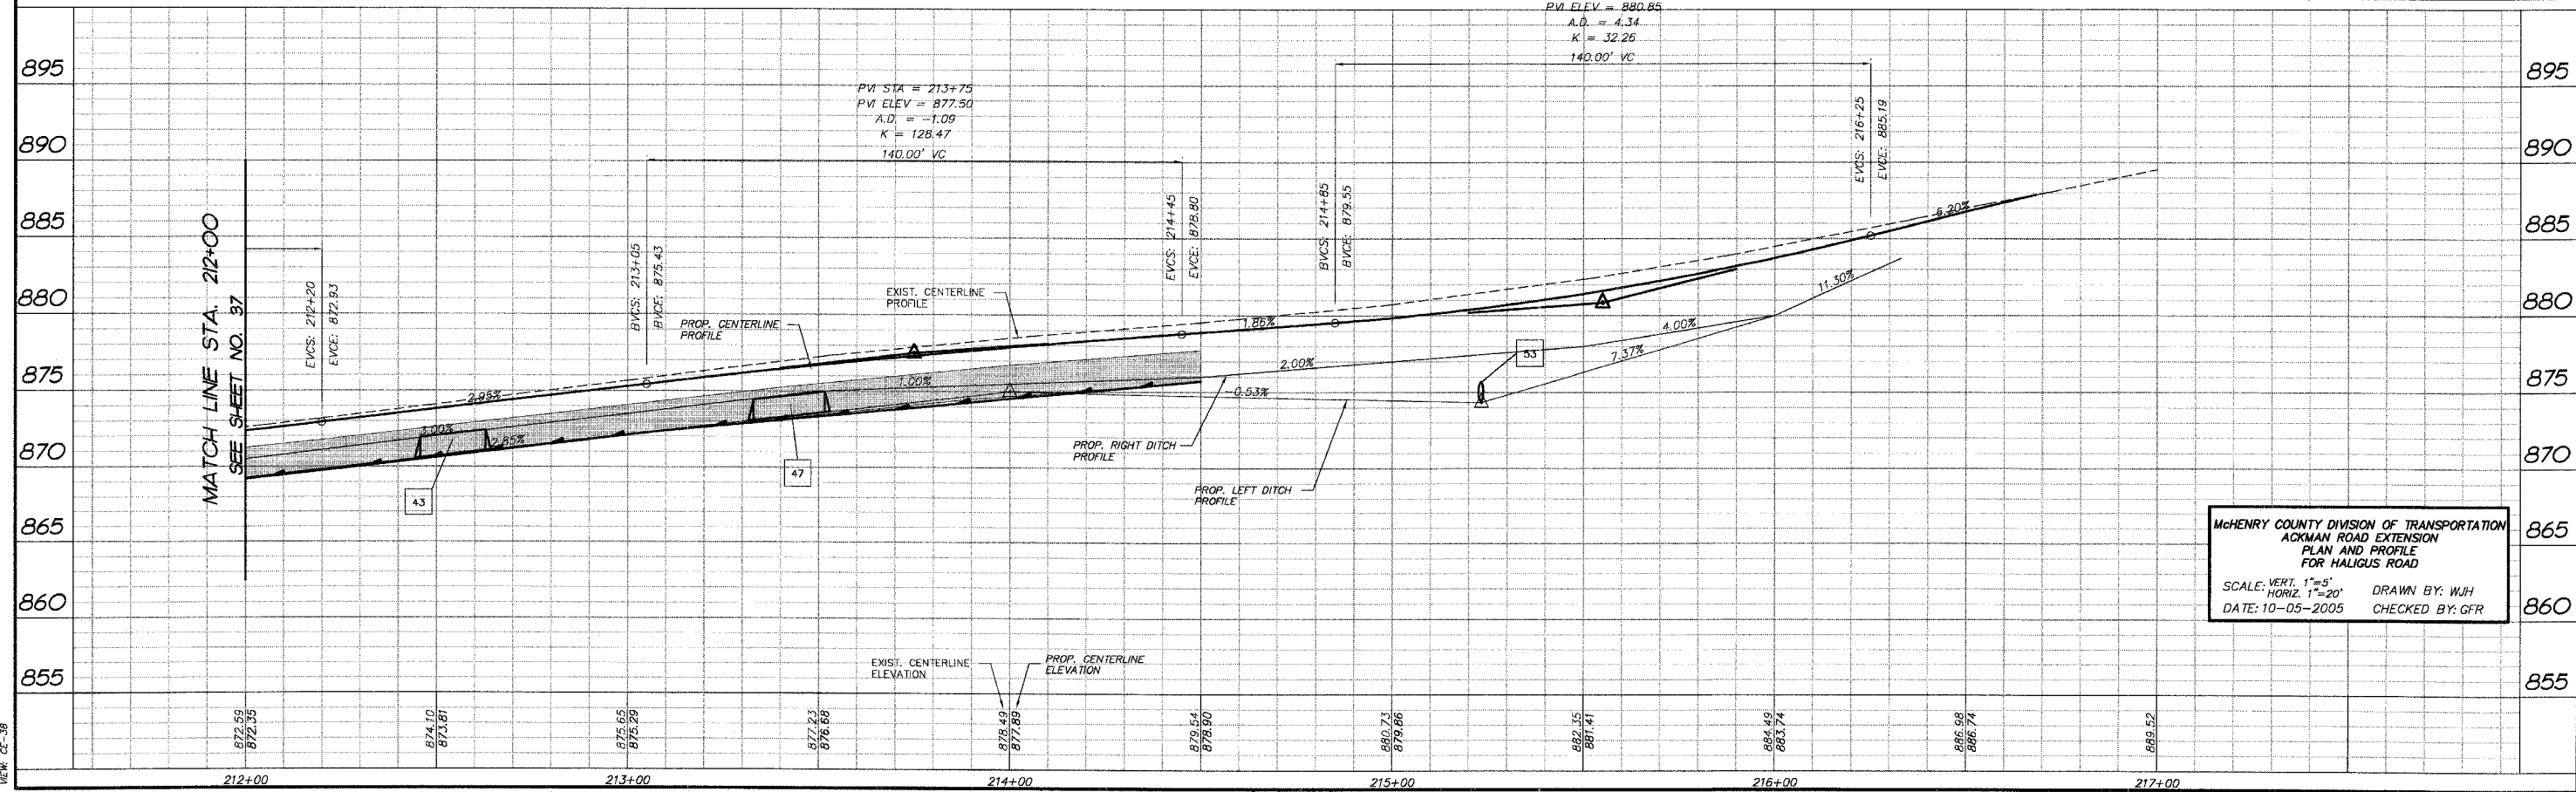 PVI ELEV = 880.85
A.D. = 4.34
K = 32.26
140.00' VC
895
895
PVI STA = 213+75
PVI ELEV = 877.50
A.D. = -1.09
K = 128.47
140.00' VC
EVCS: 216+25
EVCE: 885.19
890
890
MATCH LINE STA. 212+00
SEE SHEET NO. 37
EVCS: 212+20
EVCE: 872.93
BVCS: 213+05
BVCE: 875.43
EVCS: 214+45
EVCE: 878.80
BVCS: 214+85
BVCE: 879.55
885
885
6.20%
880
880
EXIST. CENTERLINE
PROFILE
PROP. CENTERLINE
PROFILE
1.85%
11.30%
4.00%
7.37%
53
2.00%
875
875
2.95%
1.00%
-0.53%
3.00%
2.85%
870
870
PROP. RIGHT DITCH
PROFILE
47
43
PROP. LEFT DITCH
PROFILE
865
865
McHENRY COUNTY DIVISION OF TRANSPORTATION
ACKMAN ROAD EXTENSION
PLAN AND PROFILE
FOR HALIGUS ROAD
SCALE: VERT. 1"=5'
HORIZ. 1"=20'
DRAWN BY: WJH
DATE: 10-05-2005
CHECKED BY: GFR
860
860
EXIST. CENTERLINE
ELEVATION
PROP. CENTERLINE
ELEVATION
855
855
872.59
872.35
874.10
873.81
875.65
875.29
877.23
876.68
878.49
877.89
879.54
878.90
880.73
879.86
882.35
881.41
884.49
883.74
886.98
886.74
889.52
VIEW: CE-38
212+00
213+00
214+00
215+00
216+00
217+00